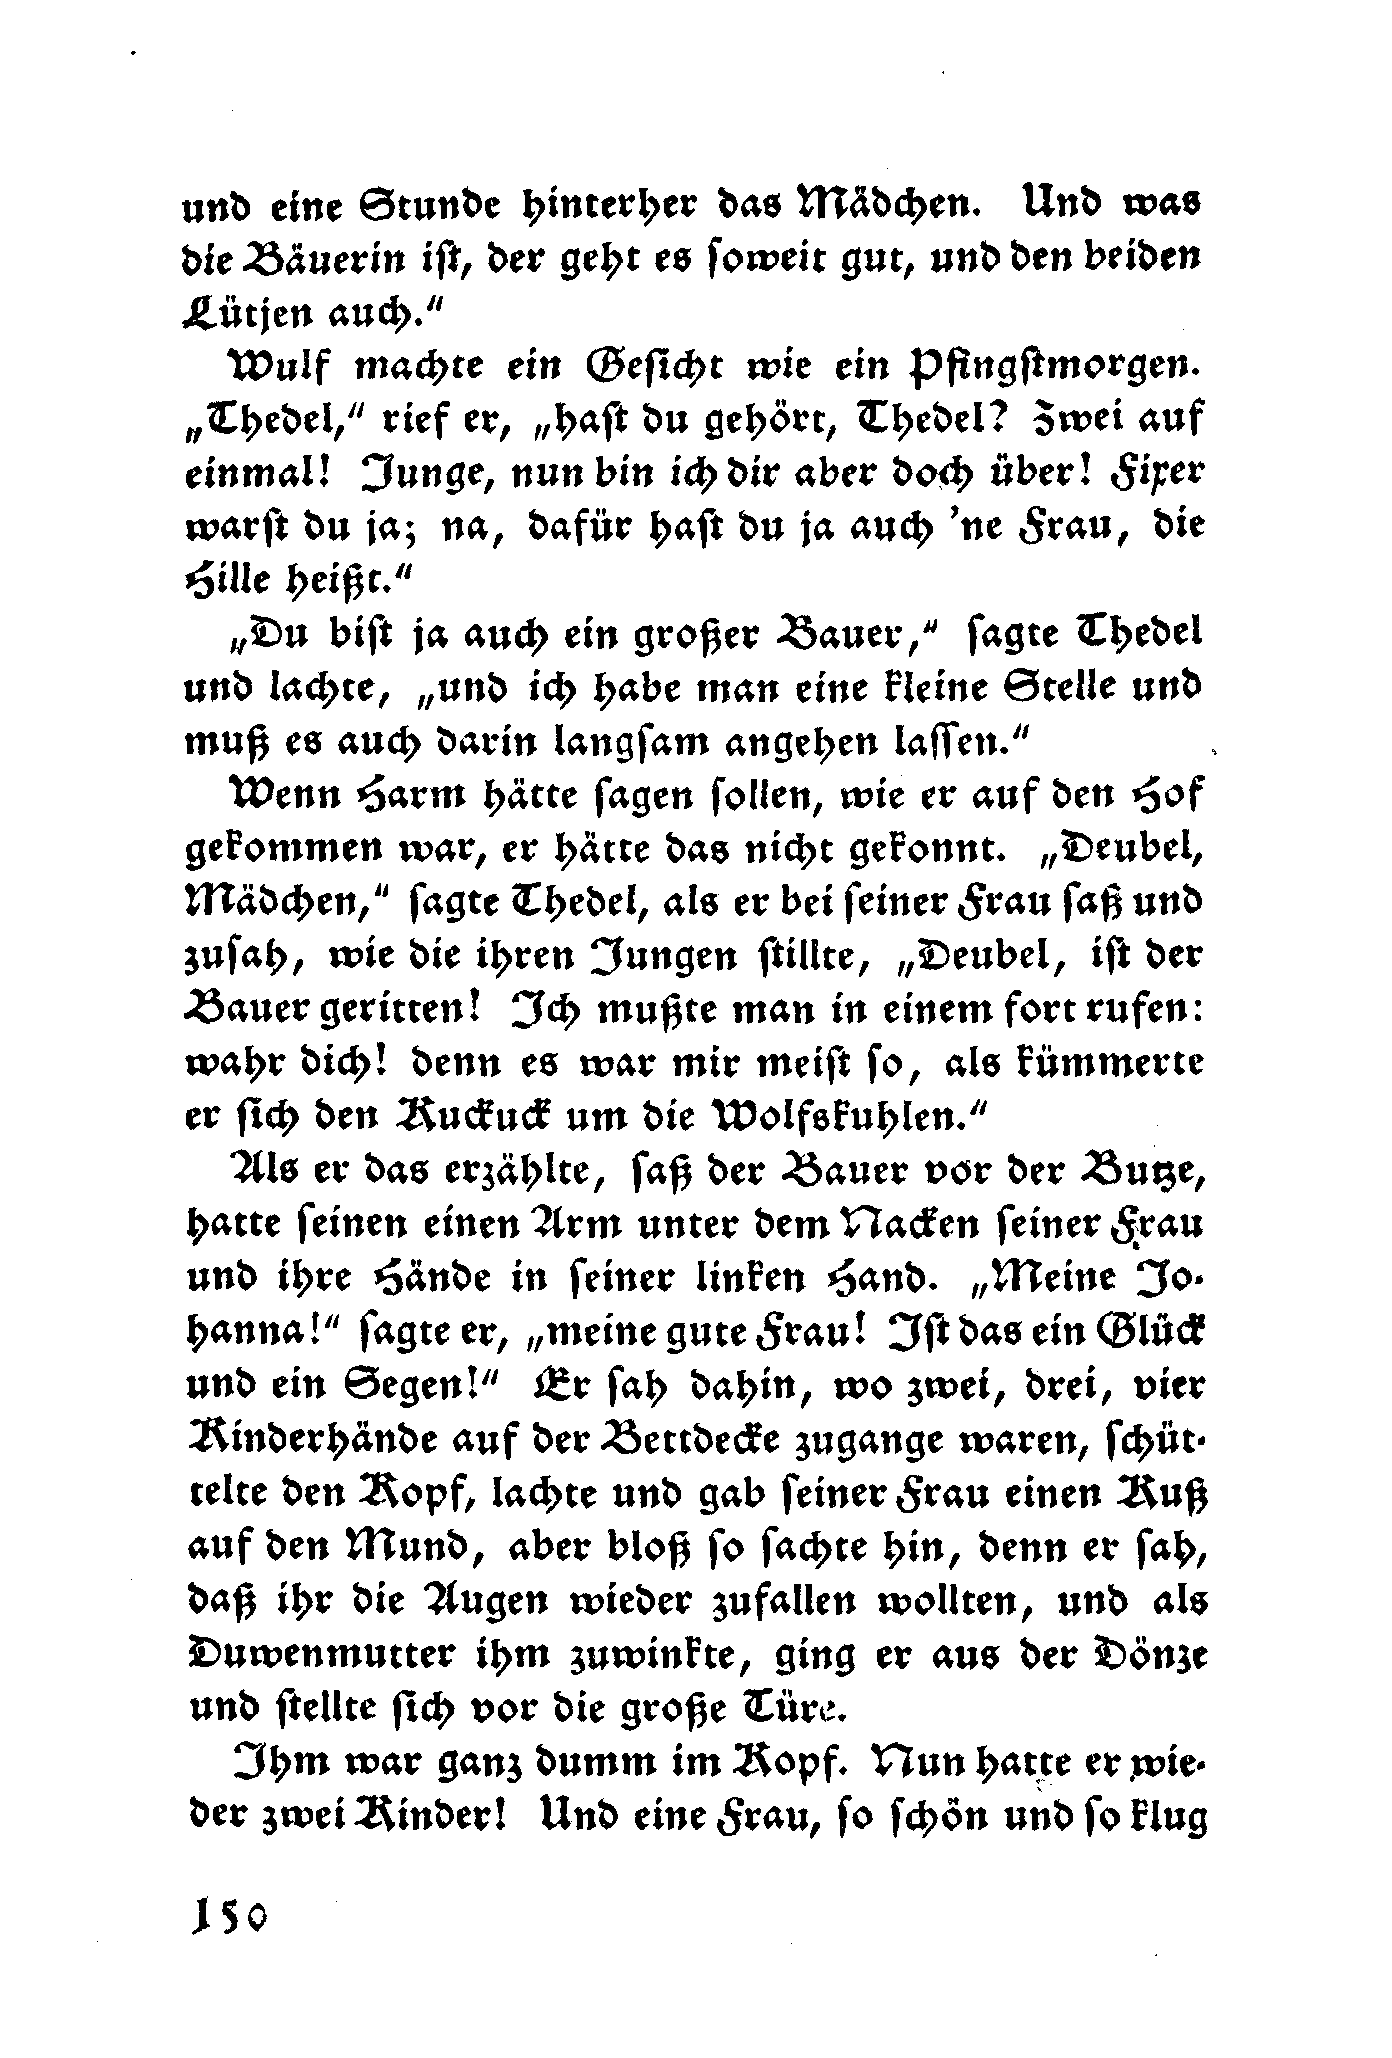 und eine Stunde hinterher das Mädchen. Und was
die Bäuerin ist, der geht es soweit gut, und den beiden
Lütjen auch.“
Wulf machte ein Gesicht wie ein Pfingstmorgen.
„Thedel,“ rief er, „hast du gehört, Thedel? Zwei auf
einmal! Junge, nun bin ich dir aber doch über! Fixer
warst du ja; na, dafür hast du ja auch ’ne Frau, die
Hille heißt.“
„Du bist ja auch ein großer Bauer,“ sagte Thedel
und lachte, „und ich habe man eine kleine Stelle und
muß es auch darin langsam angehen lassen.“
Wenn Harm hätte sagen sollen, wie er auf den Hof
gekommen war, er hätte das nicht gekonnt. „Deubel,
Mädchen,“ sagte Thedel, als er bei seiner Frau saß und
zusah, wie die ihren Jungen stillte, „Deubel, ist der
Bauer geritten! Ich mußte man in einem fort rufen:
wahr dich! denn es war mir meist so, als kümmerte
er sich den Kuckuck um die Wolfskuhlen.“
Als er das erzählte, saß der Bauer vor der Butze,
hatte seinen einen Arm unter dem Nacken seiner Frau
und ihre Hände in seiner linken Hand. „Meine Jo-
hanna!“ sagte er, „meine gute Frau! Ist das ein Glück
und ein Segen!“ Er sah dahin, wo zwei, drei, vier
Kinderhände auf der Bettdecke zugange waren, schüt-
telte den Kopf, lachte und gab seiner Frau einen Kuß
auf den Mund, aber bloß so sachte hin, denn er sah,
daß ihr die Augen wieder zufallen wollten, und als
Duwenmutter ihm zuwinkte, ging er aus der Dönze
und stellte sich vor die große Türe.
Ihm war ganz dumm im Kopf. Nun hatte er wie-
der zwei Kinder! Und eine Frau, so schön und so klug
150